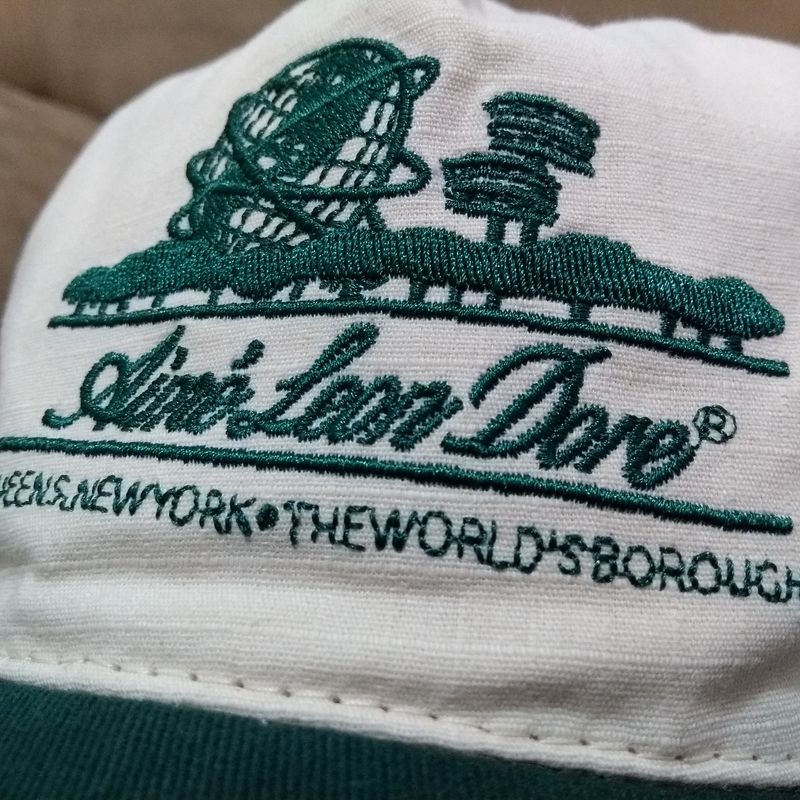 Aimé Leon Dore®
UEENS, NEW YORK • THE WORLD'S BOROUGH